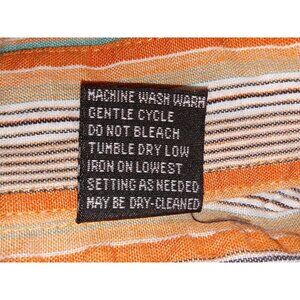 MACHINE WASH WARM
GENTLE CYCLE
DO NOT BLEACH
TUMBLE DRY LOW
IRON ON LOWEST
SETTING AS NEEDED
MAY BE DRY-CLEANED